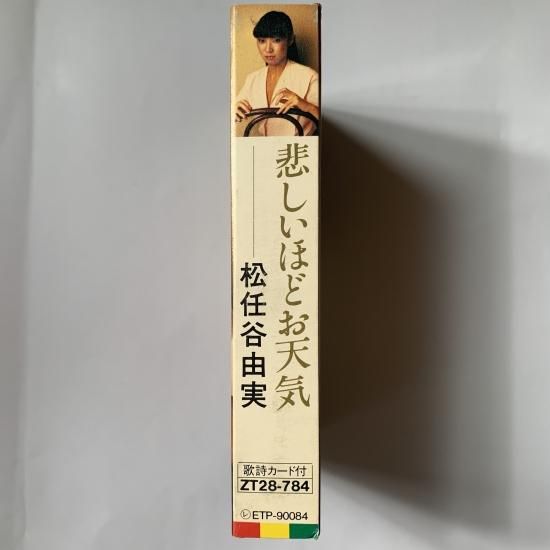 悲しいほどお天気
松任谷由実
歌詩カード付
ZT28-784
Ⓛ ETP-90084